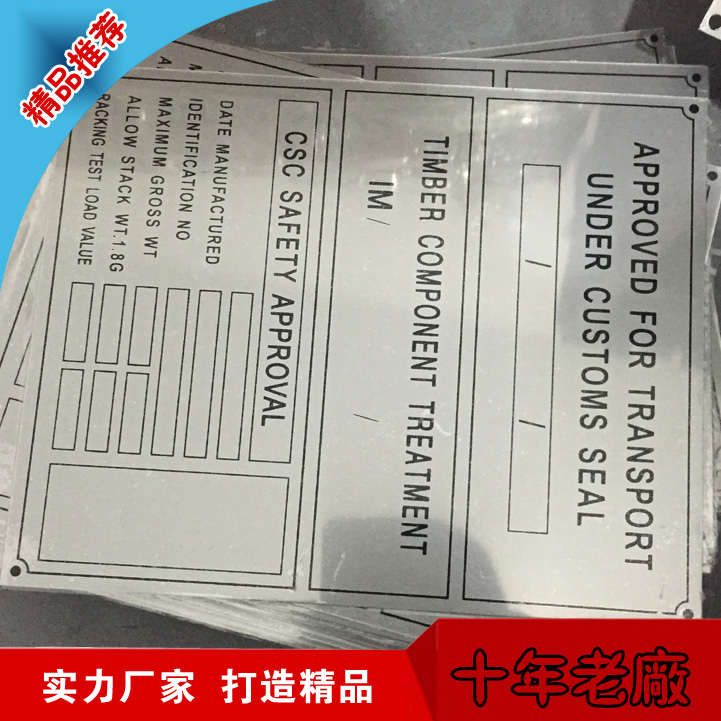 精品推荐
APPROVED FOR TRANSPORT
UNDER CUSTOMS SEAL
/ /
TIMBER COMPONENT TREATMENT
IM/ /
CSC SAFETY APPROVAL
DATE MANUFACTURED
IDENTIFICATION NO
MAXIMUM GROSS WT
ALLOW STACK WT.1.8G
RACKING TEST LOAD VALUE
实力厂家 打造精品
十年老廠